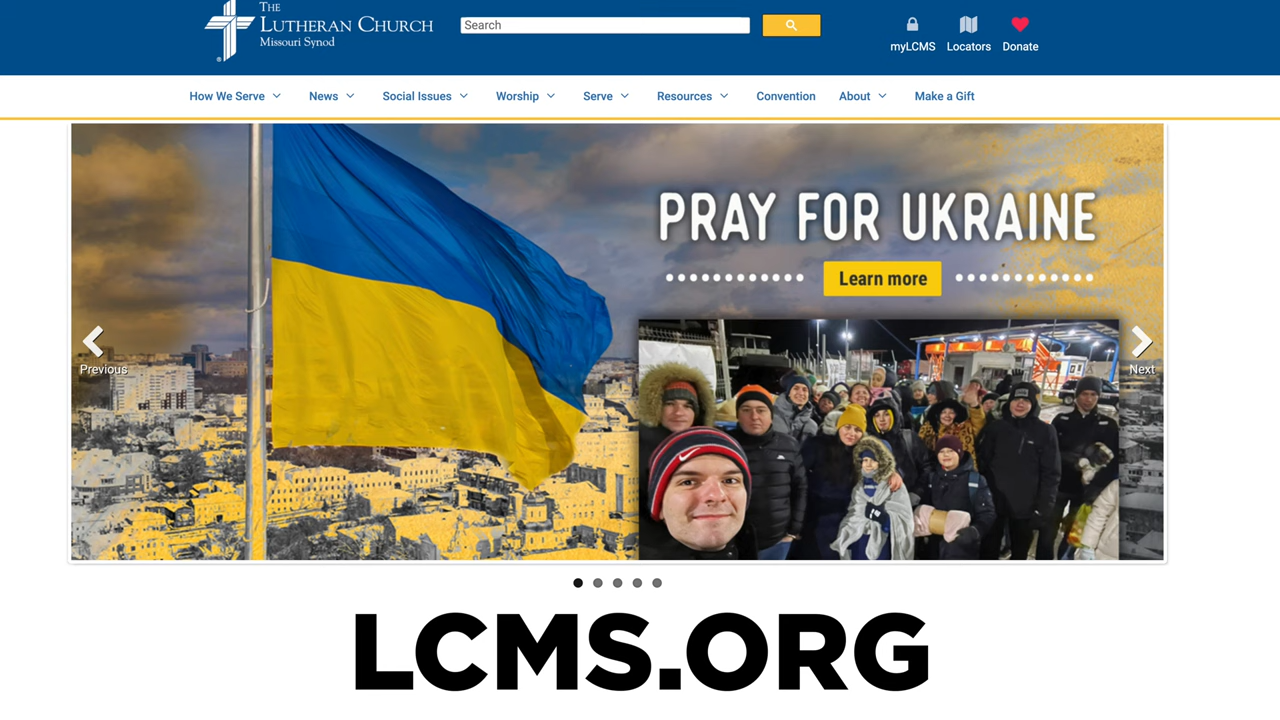 THE
LUTHERAN CHURCH
Missouri Synod
®
Search
myLCMS Locators Donate
How We Serve News Social Issues Worship Serve Resources Convention About Make a Gift
PRAY FOR UKRAINE
Learn more
Previous
Next
LCMS.ORG